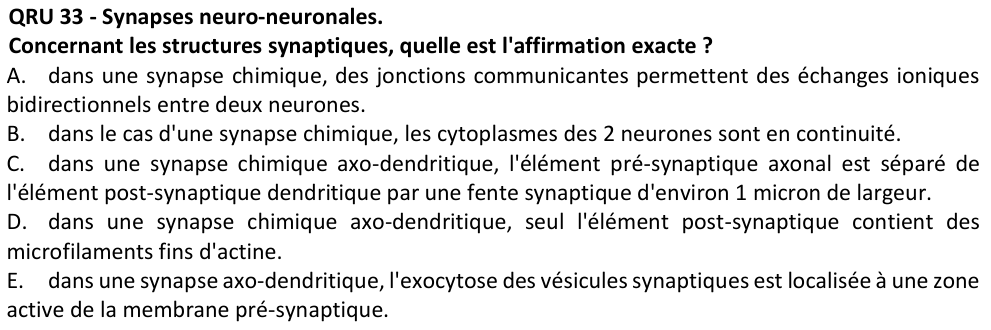 QRU 33 - Synapses neuro-neuronales.
Concernant les structures synaptiques, quelle est l'affirmation exacte ?
A. dans une synapse chimique, des jonctions communicantes permettent des échanges ioniques
bidirectionnels entre deux neurones.
B. dans le cas d'une synapse chimique, les cytoplasmes des 2 neurones sont en continuité.
C. dans une synapse chimique axo-dendritique, l'élément pré-synaptique axonal est séparé de
l'élément post-synaptique dendritique par une fente synaptique d'environ 1 micron de largeur.
D. dans une synapse chimique axo-dendritique, seul l'élément post-synaptique contient des
microfilaments fins d'actine.
E. dans une synapse axo-dendritique, l'exocytose des vésicules synaptiques est localisée à une zone
active de la membrane pré-synaptique.